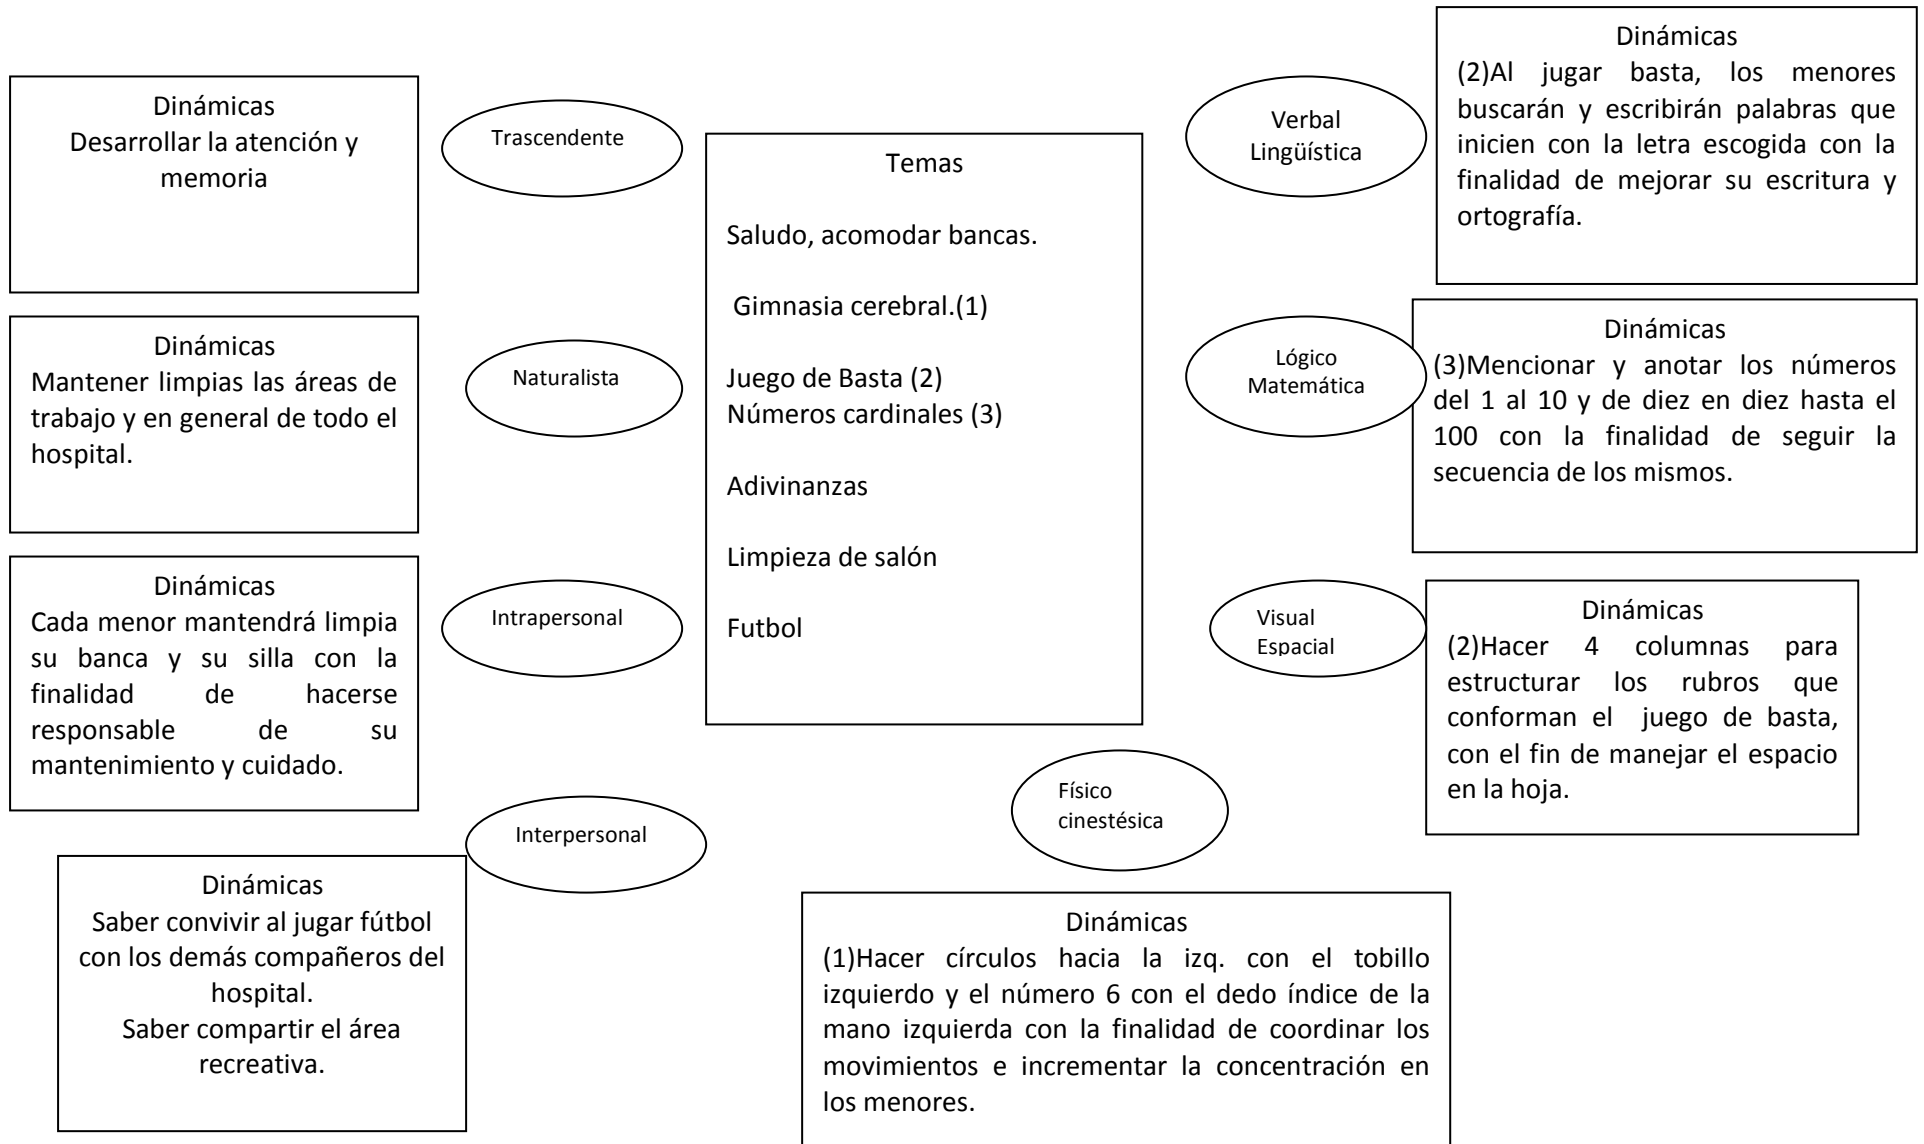 Dinámicas
Desarrollar la atención y
memoria
Trascendente
Dinámicas
Mantener limpias las áreas de
trabajo y en general de todo el
hospital.
Naturalista
Dinámicas
Cada menor mantendrá limpia
su banca y su silla con la
finalidad de hacerse
responsable de su
mantenimiento y cuidado.
Intrapersonal
Interpersonal
Dinámicas
Saber convivir al jugar fútbol
con los demás compañeros del
hospital.
Saber compartir el área
recreativa.
Temas
Saludo, acomodar bancas.
Gimnasia cerebral.(1)
Juego de Basta (2)
Números cardinales (3)
Adivinanzas
Limpieza de salón
Futbol
Verbal
Lingüística
Dinámicas
(2)Al jugar basta, los menores
buscarán y escribirán palabras que
inicien con la letra escogida con la
finalidad de mejorar su escritura y
ortografía.
Lógico
Matemática
Dinámicas
(3)Mencionar y anotar los números
del 1 al 10 y de diez en diez hasta el
100 con la finalidad de seguir la
secuencia de los mismos.
Visual
Espacial
Dinámicas
(2)Hacer 4 columnas para
estructurar los rubros que
conforman el juego de basta,
con el fin de manejar el espacio
en la hoja.
Físico
cinestésica
Dinámicas
(1)Hacer círculos hacia la izq. con el tobillo
izquierdo y el número 6 con el dedo índice de la
mano izquierda con la finalidad de coordinar los
movimientos e incrementar la concentración en
los menores.